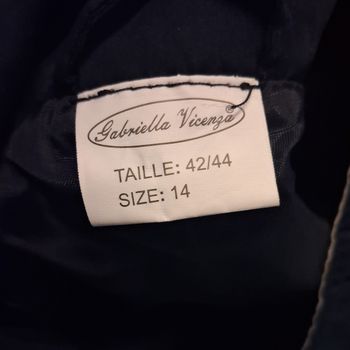 Gabriella Vicenza
TAILLE: 42/44
SIZE: 14